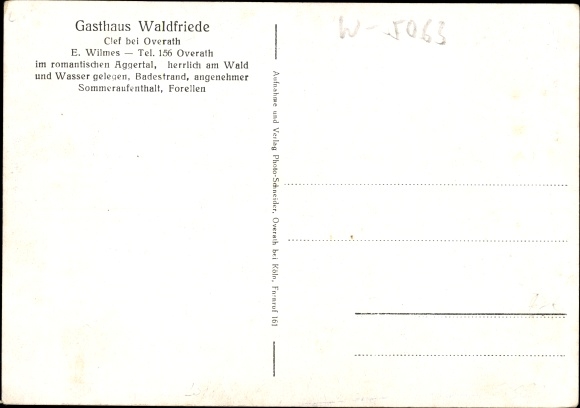 Gasthaus Waldfriede
Clef bei Overath
E. Wilmes — Tel. 156 Overath
im romantischen Aggertal, herrlich am Wald
und Wasser gelegen, Badestrand, angenehmer
Sommeraufenthalt, Forellen
Aufnahme und Verlag Photo-Schneider, Overath bei Köln, Fernruf 161
W-5063